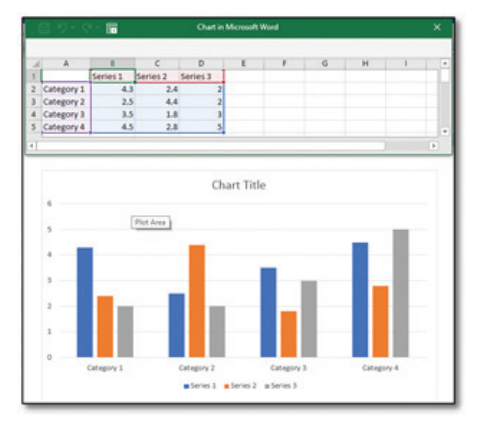 Chart in Microsoft Word
A B C D E F G H I
1 Series 1 Series 2 Series 3
2 Category 1 4.3 2.4 2
3 Category 2 2.5 4.4 2
4 Category 3 3.5 1.8 3
5 Category 4 4.5 2.8 5
Chart Title
6
Plot Area
5
4
3
2
1
0
Category 1 Category 2 Category 3 Category 4
Series 1 Series 2 Series 3